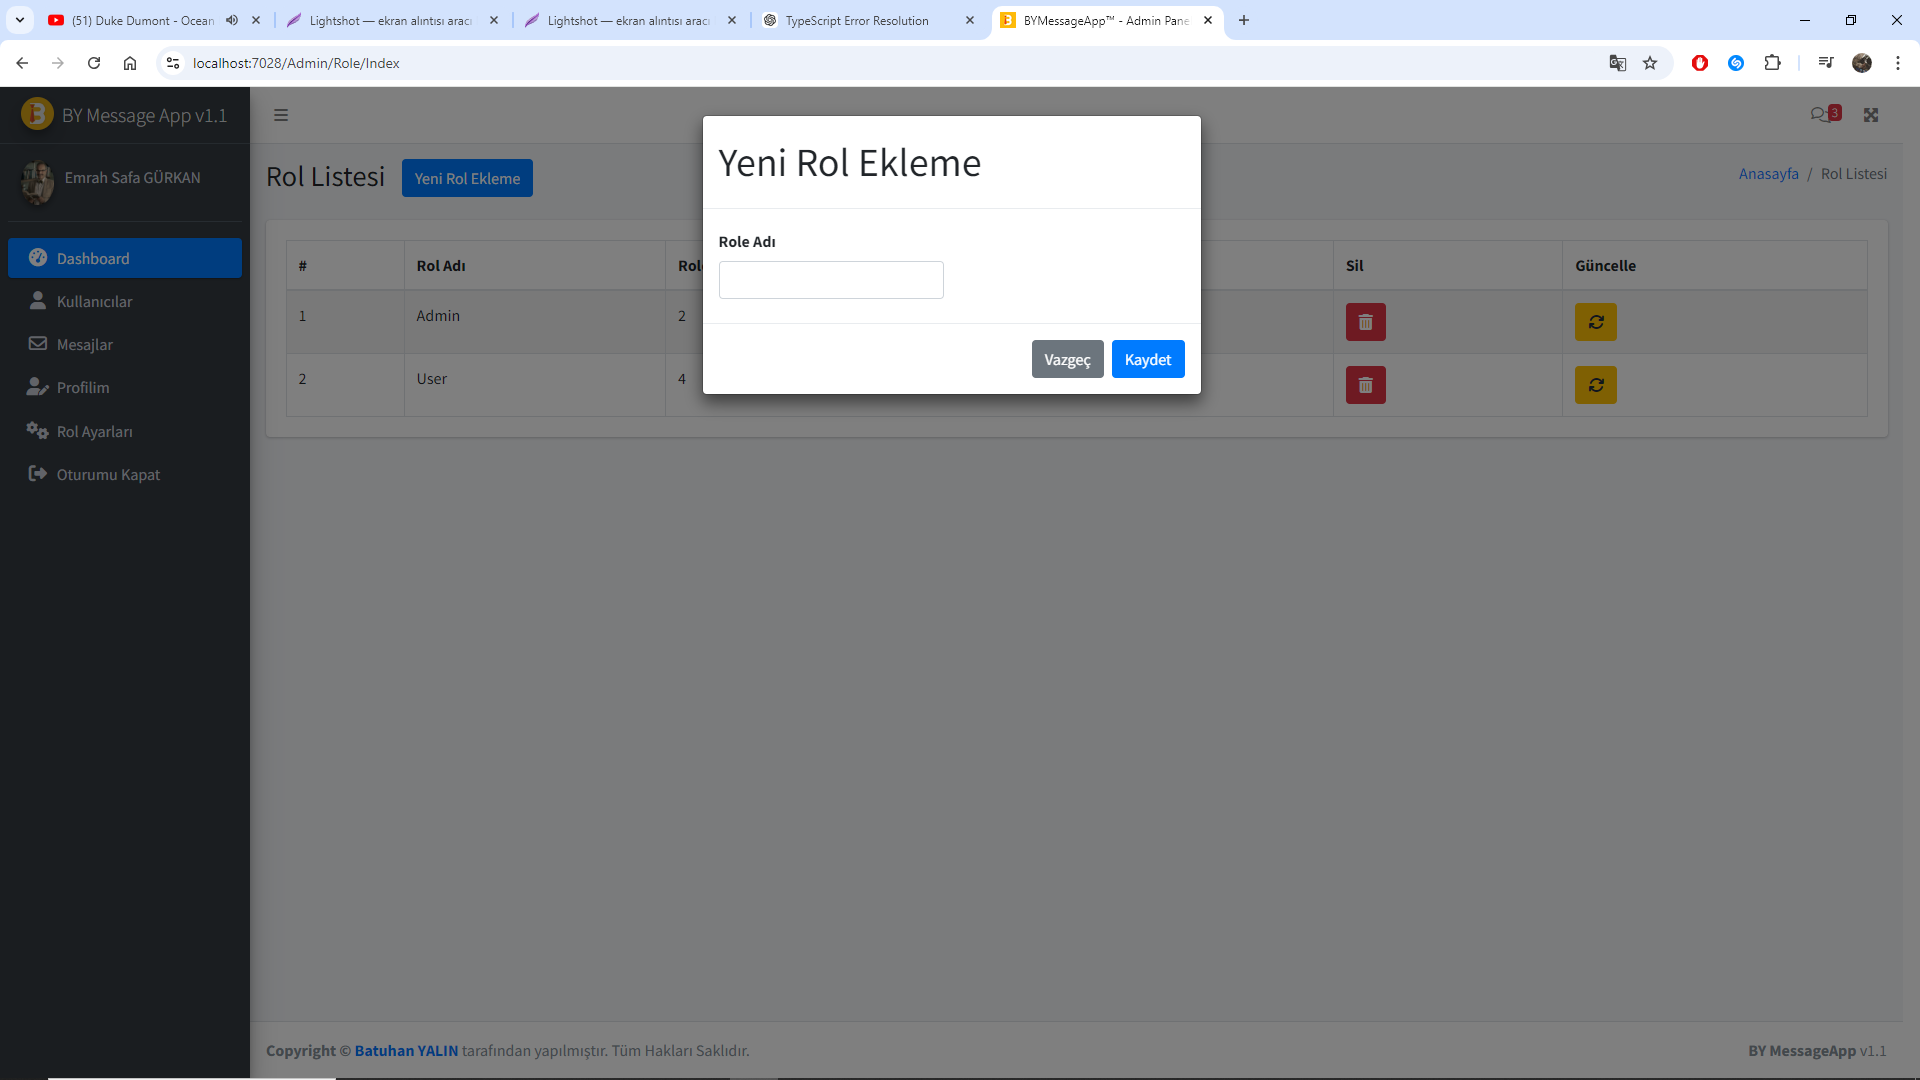 (51) Duke Dumont - Ocean
Lightshot — ekran alıntısı aracı
Lightshot — ekran alıntısı aracı
TypeScript Error Resolution
BYMessageApp™ - Admin Pane
localhost:7028/Admin/Role/Index
BY Message App v1.1
3
Emrah Safa GÜRKAN
Rol Listesi
Yeni Rol Ekleme
Anasayfa / Rol Listesi
Dashboard
Kullanıcılar
Mesajlar
Profilim
Rol Ayarları
Oturumu Kapat
Yeni Rol Ekleme
Role Adı
Vazgeç
Kaydet
# Rol Adı Sil Güncelle
1 Admin 2
2 User 4
Copyright © Batuhan YALIN tarafından yapılmıştır. Tüm Hakları Saklıdır.
BY MessageApp v1.1